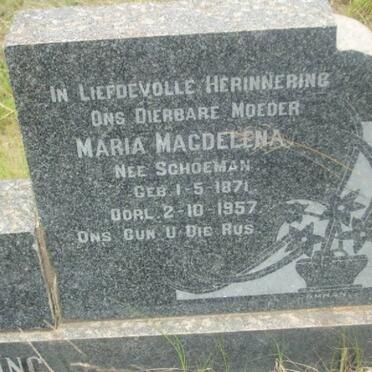 IN LIEFDEVOLLE HERINNERING
ONS DIERBARE MOEDER
MARIA MAGDELENA
NEE SCHOEMAN
GEB. 1-5-1871
OORL. 2-10-1957
ONS GUN U DIE RUS